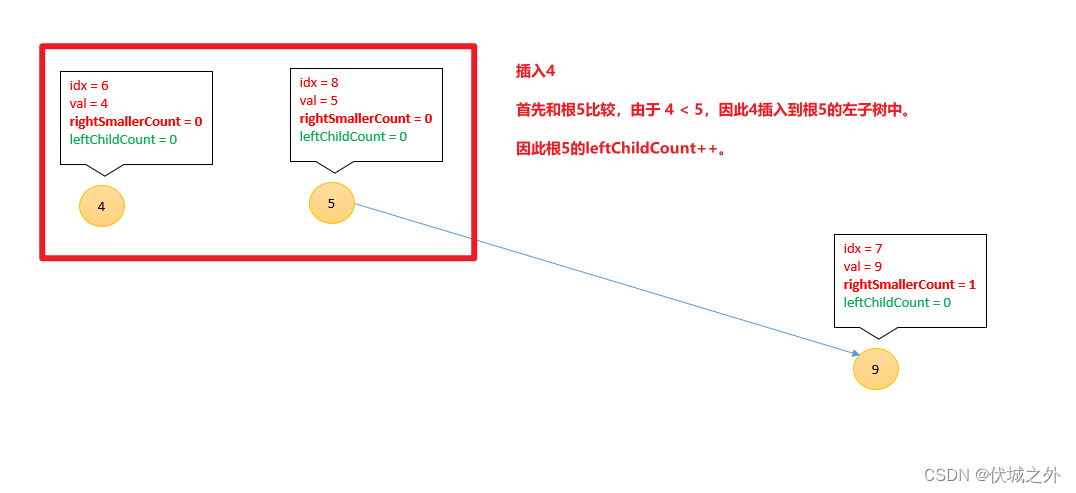 idx = 6
val = 4
rightSmallerCount = 0
leftChildCount = 0
4
idx = 8
val = 5
rightSmallerCount = 0
leftChildCount = 0
5
插入4
首先和根5比较，由于 4 < 5，因此4插入到根5的左子树中。
因此根5的leftChildCount++。
idx = 7
val = 9
rightSmallerCount = 1
leftChildCount = 0
9
CSDN @伏城之外